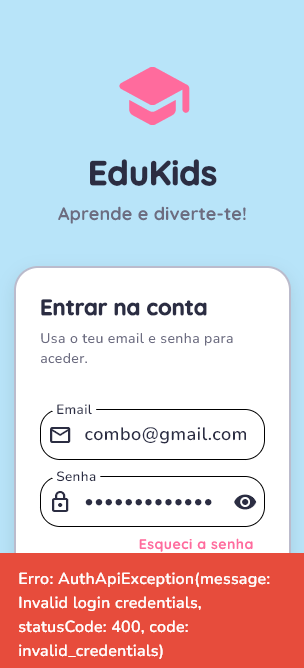 EduKids
Aprende e diverte-te!
Entrar na conta
Usa o teu email e senha para
aceder.
Email
combo@gmail.com
Senha
•••••••••••••
Esqueci a senha
Erro: AuthApiException(message:
Invalid login credentials,
statusCode: 400, code:
invalid_credentials)